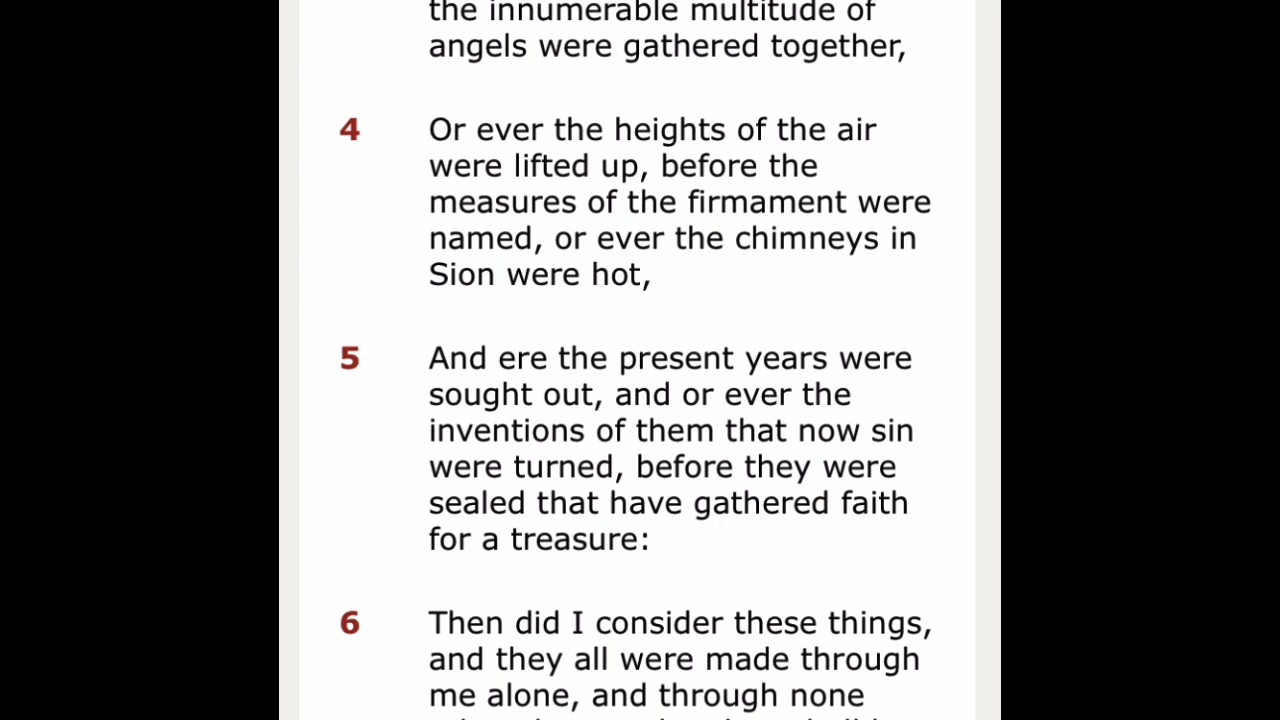 the innumerable multitude of
angels were gathered together,
4 Or ever the heights of the air
were lifted up, before the
measures of the firmament were
named, or ever the chimneys in
Sion were hot,
5 And ere the present years were
sought out, and or ever the
inventions of them that now sin
were turned, before they were
sealed that have gathered faith
for a treasure:
6 Then did I consider these things,
and they all were made through
me alone, and through none